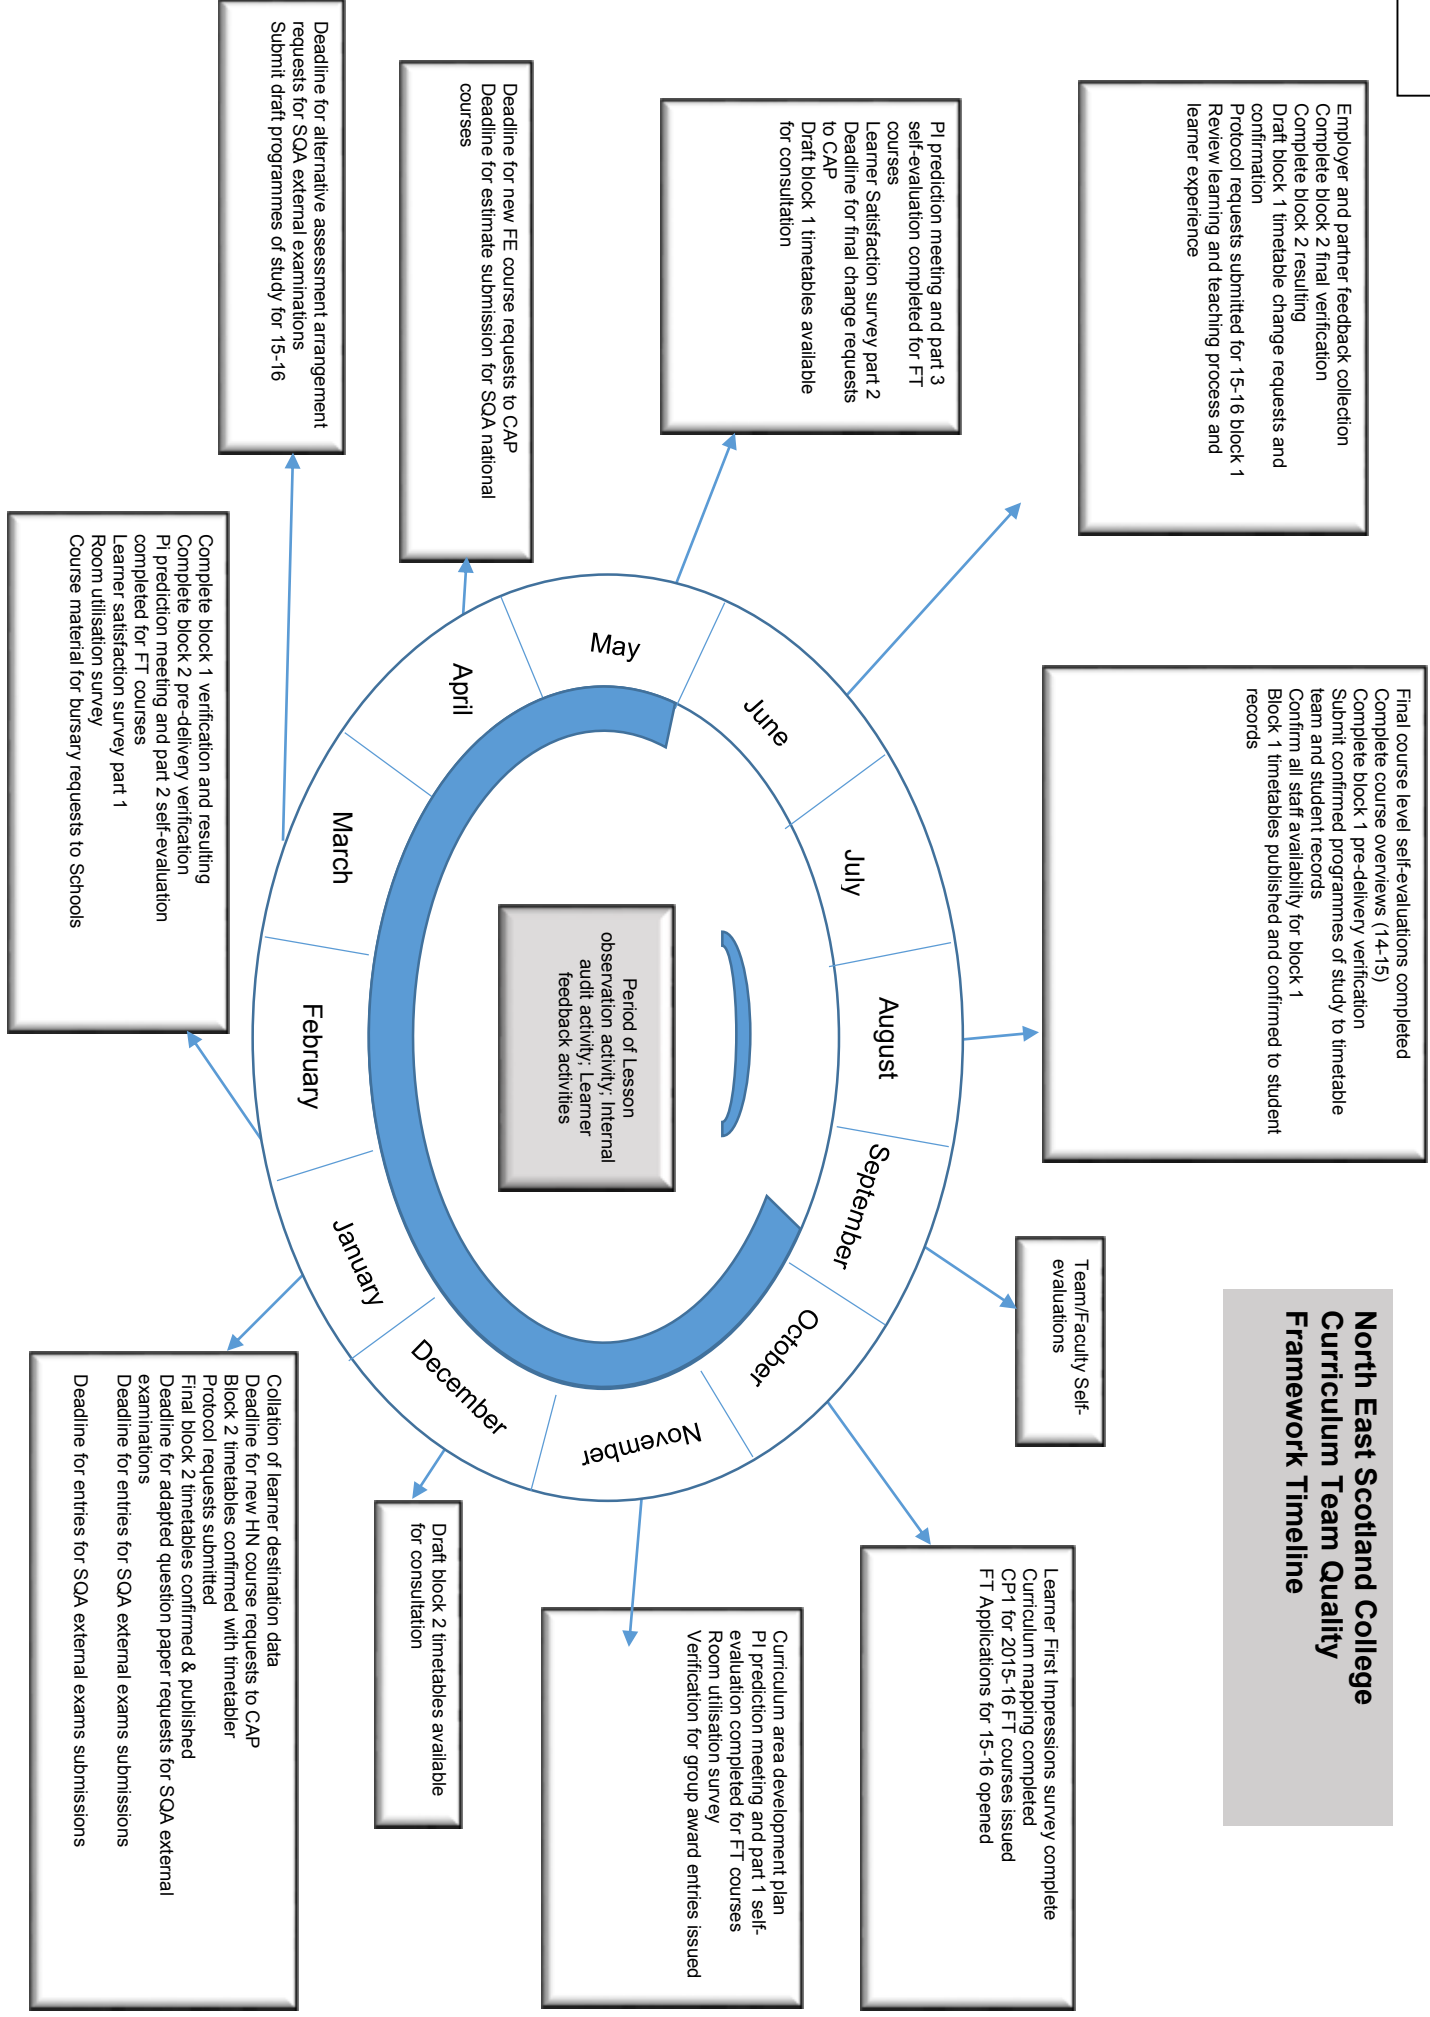 North East Scotland College
Curriculum Team Quality
Framework Timeline
Employer and partner feedback collection
Complete block 2 final verification
Complete block 2 resulting
Draft block 1 timetable change requests and
confirmation
Protocol requests submitted for 15-16 block 1
Review learning and teaching process and
learner experience
Final course level self-evaluations completed
Complete course overviews (14-15)
Complete block 1 pre-delivery verification
Submit confirmed programmes of study to timetable
team and student records
Confirm all staff availability for block 1
Block 1 timetables published and confirmed to student
records
Team/Faculty Self-
evaluations
Learner First Impressions survey complete
Curriculum mapping completed
CP1 for 2015-16 FT courses issued
FT Applications for 15-16 opened
PI prediction meeting and part 3
self-evaluation completed for FT
courses
Learner Satisfaction survey part 2
Deadline for final change requests
to CAP
Draft block 1 timetables available
for consultation
Curriculum area development plan
PI prediction meeting and part 1 self-
evaluation completed for FT courses
Room utilisation survey
Verification for group award entries issued
Deadline for new FE course requests to CAP
Deadline for estimate submission for SQA national
courses
Draft block 2 timetables available
for consultation
Deadline for alternative assessment arrangement
requests for SQA external examinations
Submit draft programmes of study for 15-16
Complete block 1 verification and resulting
Complete block 2 pre-delivery verification
Pi prediction meeting and part 2 self-evaluation
completed for FT courses
Learner satisfaction survey part 1
Room utilisation survey
Course material for bursary requests to Schools
Collation of learner destination data
Deadline for new HN course requests to CAP
Block 2 timetables confirmed with timetabler
Protocol requests submitted
Final block 2 timetables confirmed & published
Deadline for adapted question paper requests for SQA external
examinations
Deadline for entries for SQA external exams submissions
Deadline for entries for SQA external exams submissions
August
September
October
November
December
January
February
March
April
May
June
July
Period of Lesson
observation activity; Internal
audit activity; Learner
feedback activities